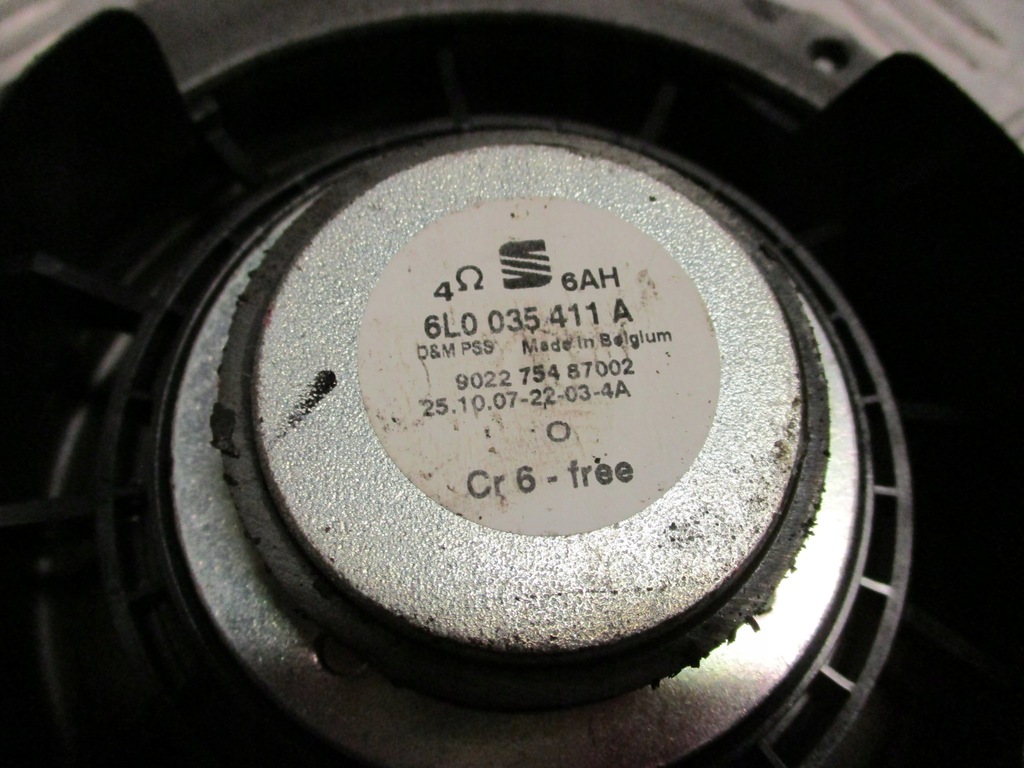 4Ω S 6AH
6L0 035 411 A
D&M PSS Made in Belgium
9022 754 87002
25.10.07-22-03-4A
O
Cr 6 - free